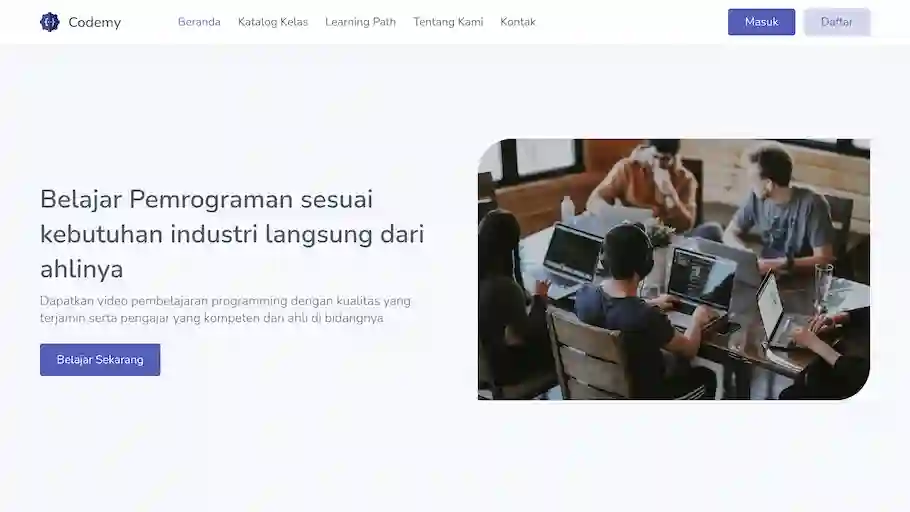 Codemy
Beranda
Katalog Kelas
Learning Path
Tentang Kami
Kontak
Masuk
Daftar
Belajar Pemrograman sesuai
kebutuhan industri langsung dari
ahlinya
Dapatkan video pembelajaran programming dengan kualitas yang
terjamin serta pengajar yang kompeten dan ahli di bidangnya
Belajar Sekarang